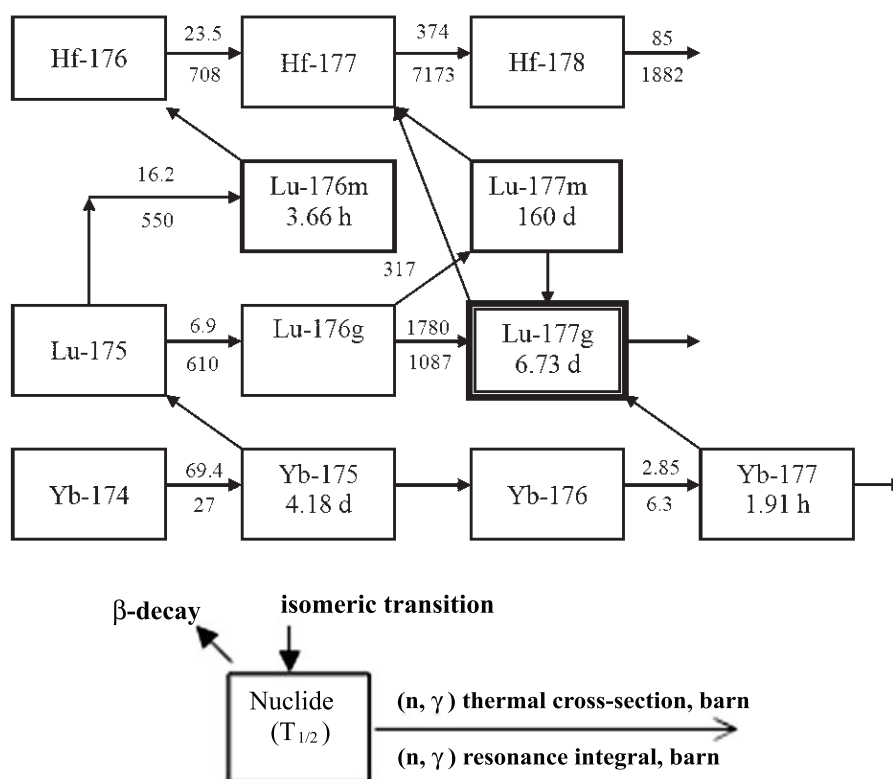 23.5
374
85
Hf-176
Hf-177
Hf-178
708
7173
1882
16.2
550
Lu-176m
3.66 h
Lu-177m
160 d
317
Lu-175
6.9
610
Lu-176g
1780
1087
Lu-177g
6.73 d
Yb-174
69.4
27
Yb-175
4.18 d
Yb-176
2.85
6.3
Yb-177
1.91 h
β-decay
isomeric transition
Nuclide
(T1/2)
(n, γ) thermal cross-section, barn
(n, γ) resonance integral, barn